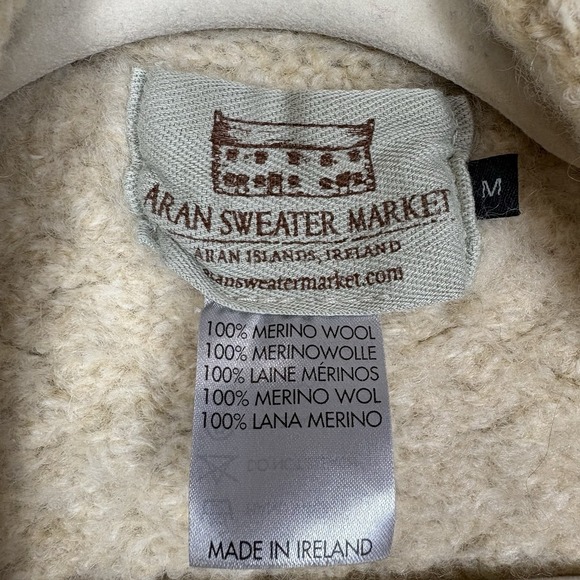 ARAN SWEATER MARKET
ARAN ISLANDS, IRELAND
aransweatermarket.com
M
100% MERINO WOOL
100% MERINOWOLLE
100% LAINE MÉRINOS
100% MERINO WOL
100% LANA MERINO
MADE IN IRELAND